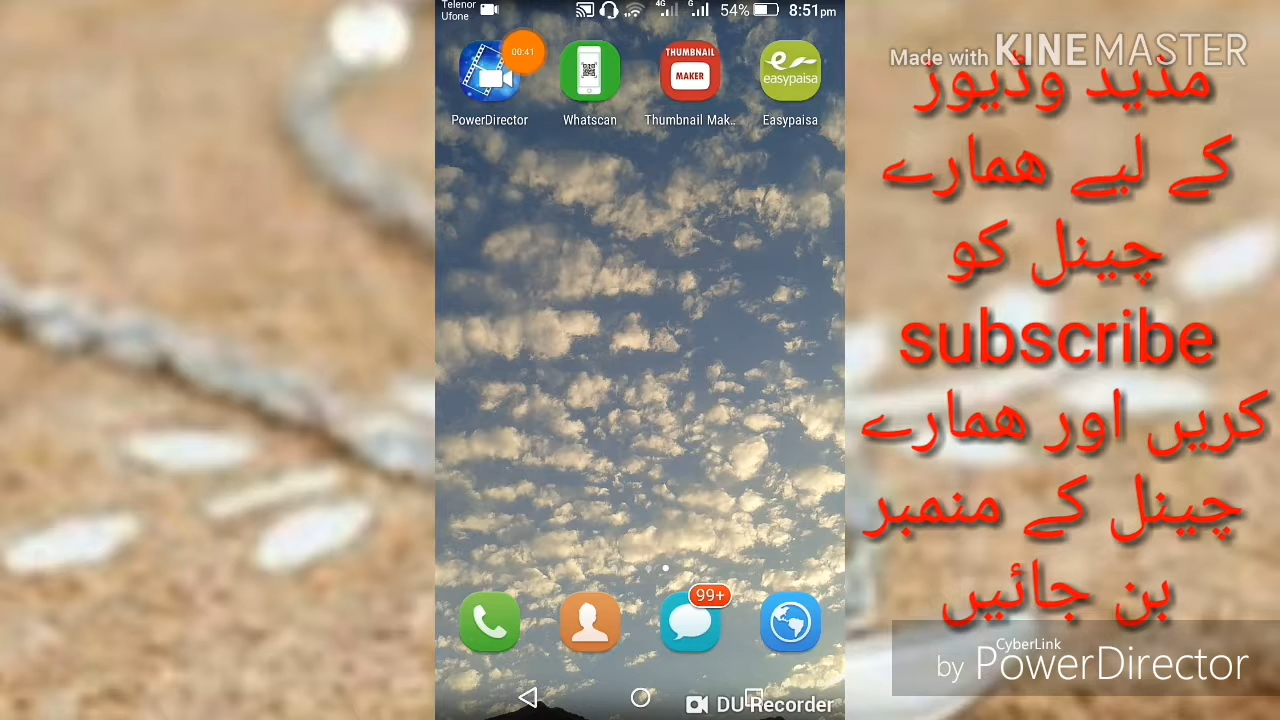 Telenor
Ufone
4G
G
54%
8:51pm
00:41
THUMBNAIL
MAKER
easypaisa
PowerDirector
Whatscan
Thumbnail Mak..
Easypaisa
99+
DU Recorder
Made with KINEMASTER
مذید وڈیوز
کے لیے ھمارے
چینل کو
subscribe
کریں اور ھمارے
چینل کے منمبر
بن جائیں
CyberLink
by PowerDirector